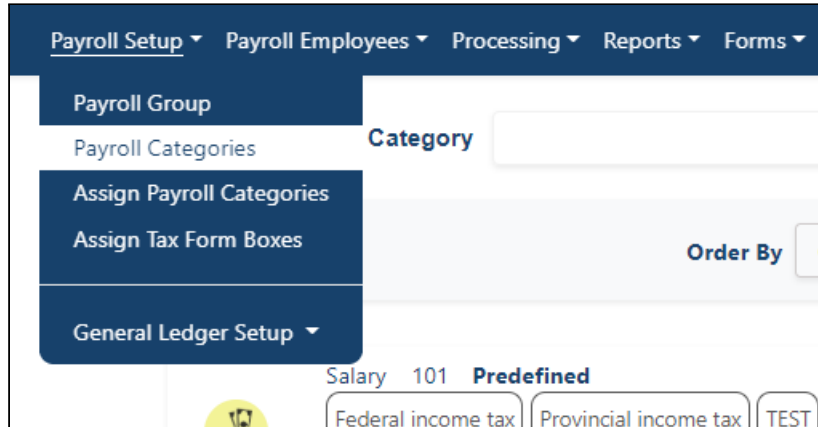 Payroll Setup Payroll Employees Processing Reports Forms
Payroll Group
Payroll Categories
Category
Assign Payroll Categories
Assign Tax Form Boxes
Order By
General Ledger Setup
Salary 101 Predefined
Federal income tax Provincial income tax TEST